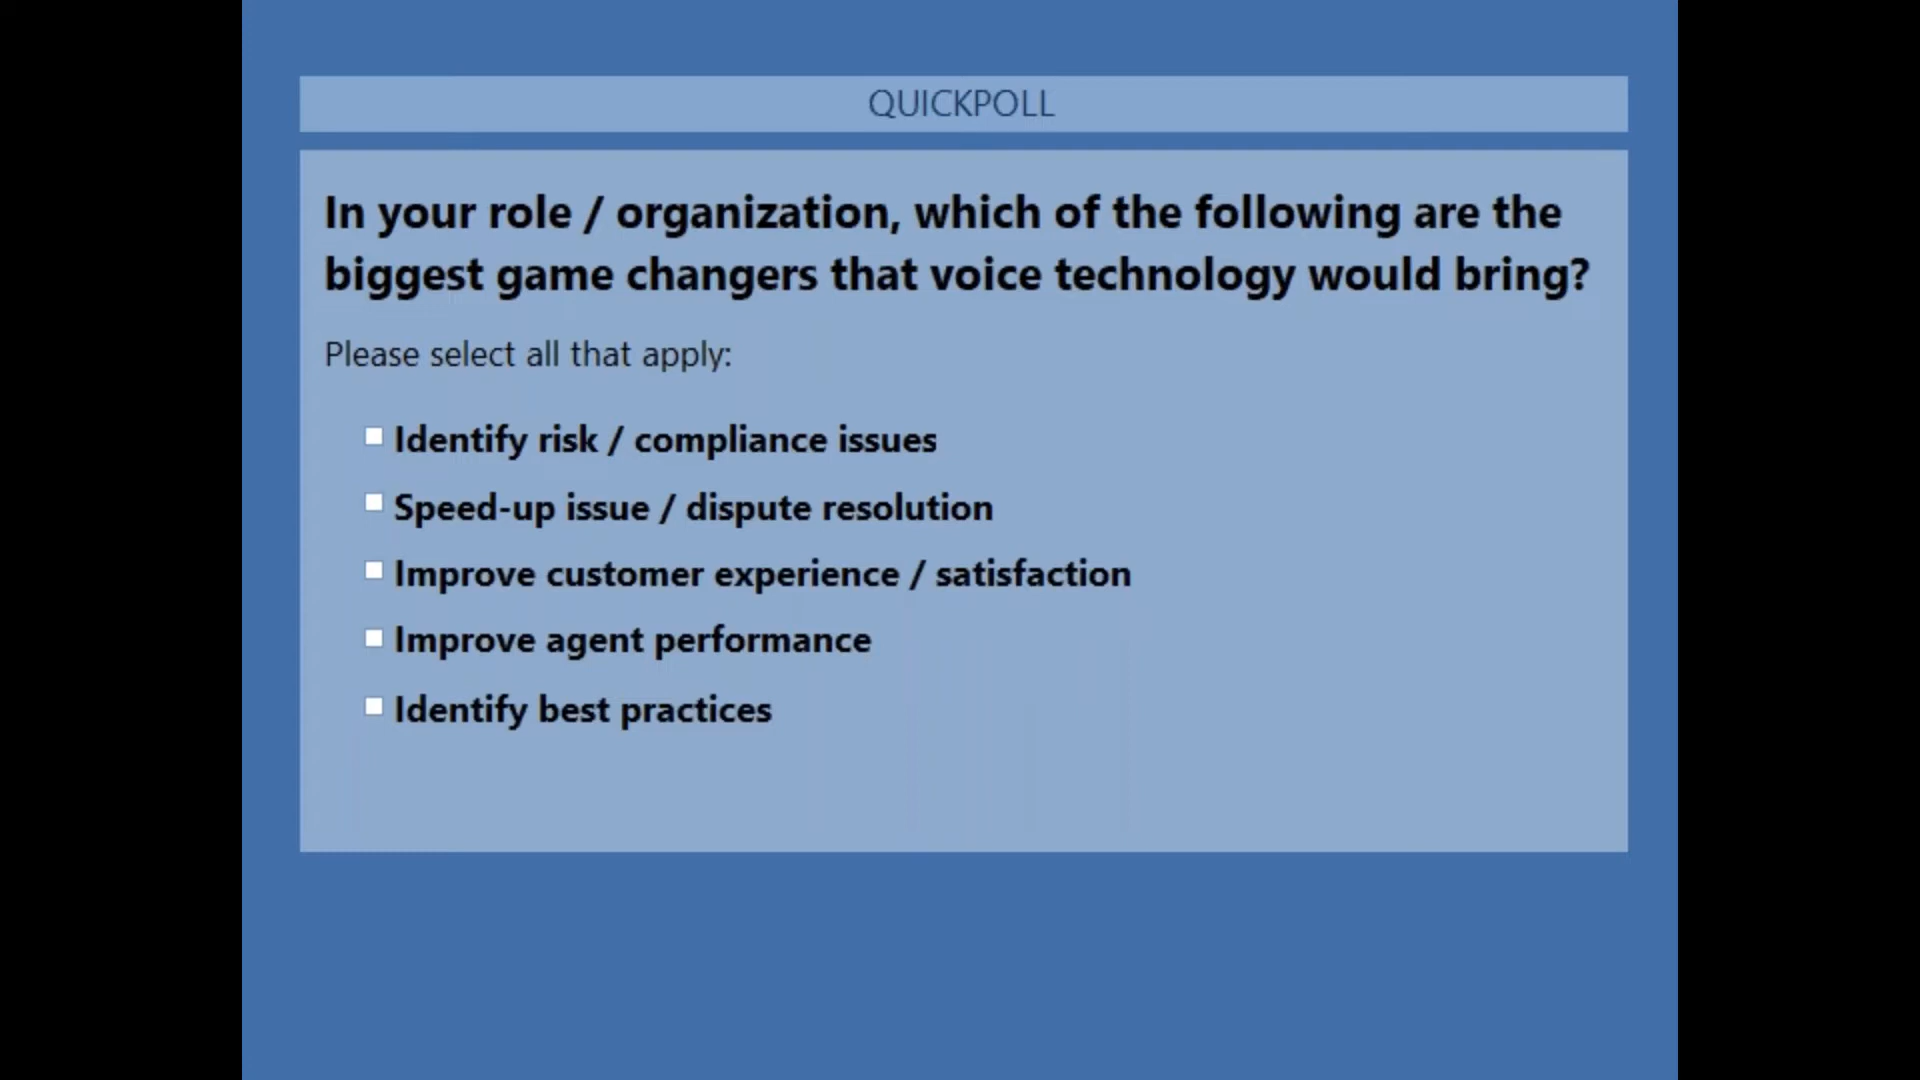 QUICKPOLL
In your role / organization, which of the following are the
biggest game changers that voice technology would bring?
Please select all that apply:
Identify risk / compliance issues
Speed-up issue / dispute resolution
Improve customer experience / satisfaction
Improve agent performance
Identify best practices